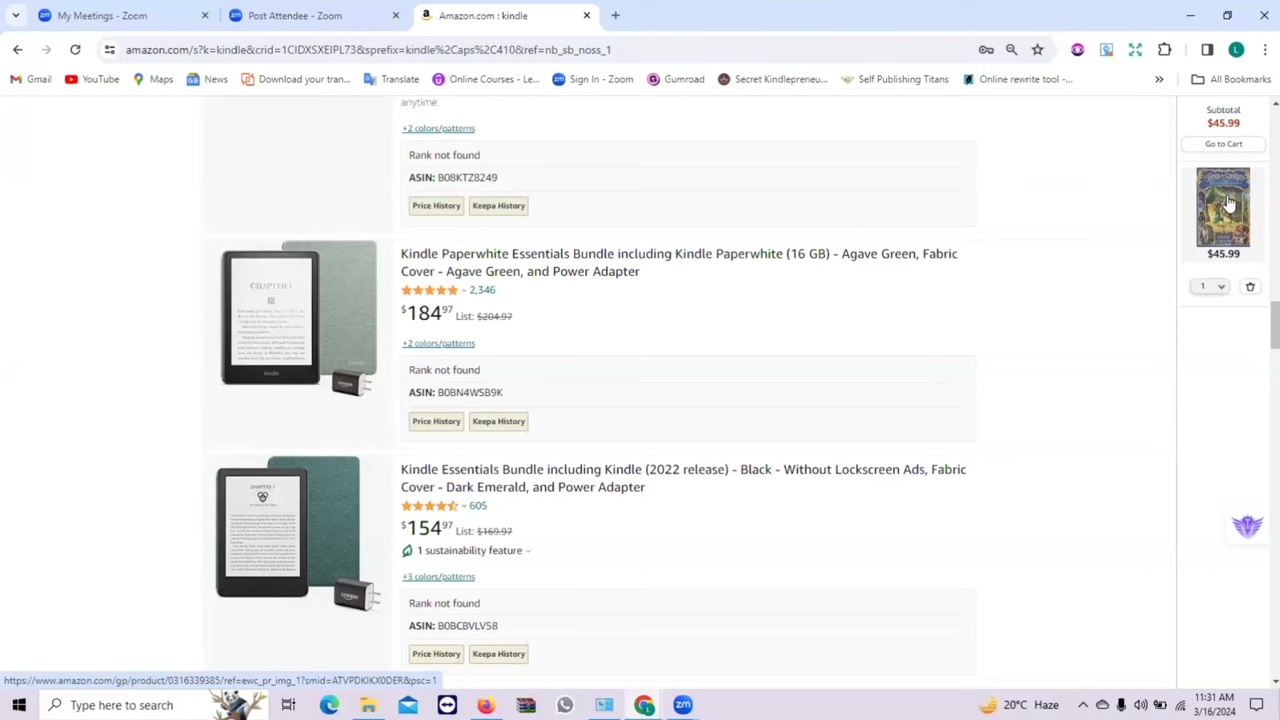 My Meetings - Zoom
Post Attendee - Zoom
Amazon.com : kindle
amazon.com/s?k=kindle&crid=1CIDXSXEIPL73&sprefix=kindle%2Caps%2C410&ref=nb_sb_noss_1
L
Gmail
YouTube
Maps
News
Download your tran...
Translate
Online Courses - Le...
Sign In - Zoom
Gumroad
Secret Kindlepreneu...
Self Publishing Titans
Online rewrite tool -...
»
All Bookmarks
anytime.
+2 colors/patterns
Rank not found
ASIN: B08KTZ8249
Price History
Keepa History
Subtotal
$45.99
Go to Cart
$45.99
1
Kindle Paperwhite Essentials Bundle including Kindle Paperwhite (16 GB) - Agave Green, Fabric
Cover - Agave Green, and Power Adapter
2,346
$184.97 List: $204.97
+2 colors/patterns
Rank not found
ASIN: B0BN4WSB9K
Price History
Keepa History
CHAPTER I
kindle
Kindle Essentials Bundle including Kindle (2022 release) - Black - Without Lockscreen Ads, Fabric
Cover - Dark Emerald, and Power Adapter
605
$154.97 List: $169.97
1 sustainability feature
+3 colors/patterns
Rank not found
ASIN: B0BCBVLV58
Price History
Keepa History
CHAPTER 1
https://www.amazon.com/gp/product/0316339385/ref=ewc_pr_img_1?smid=ATVPDKIKX0DER&psc=1
Type here to search
20°C Haze
11:31 AM
3/16/2024